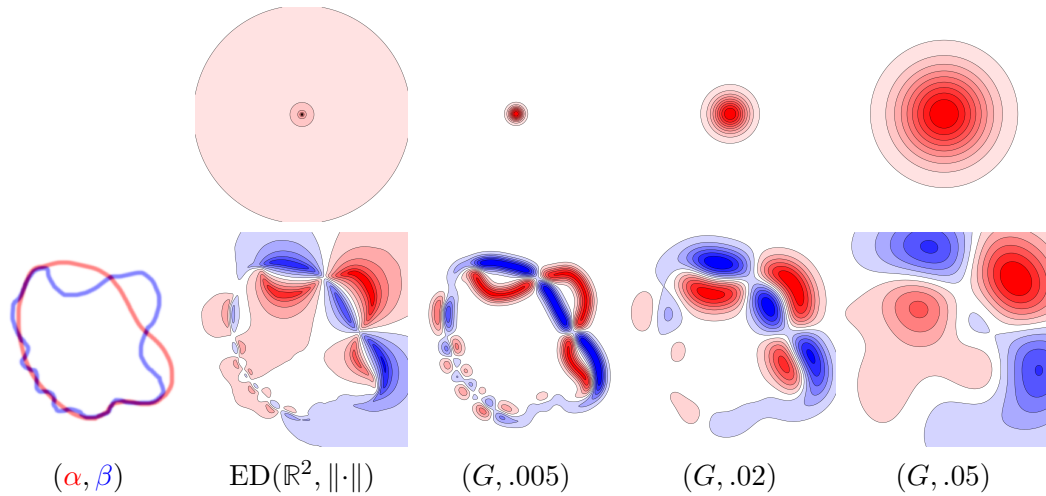 (α, β) ED(ℝ², ‖·‖) (G, .005) (G, .02) (G, .05)